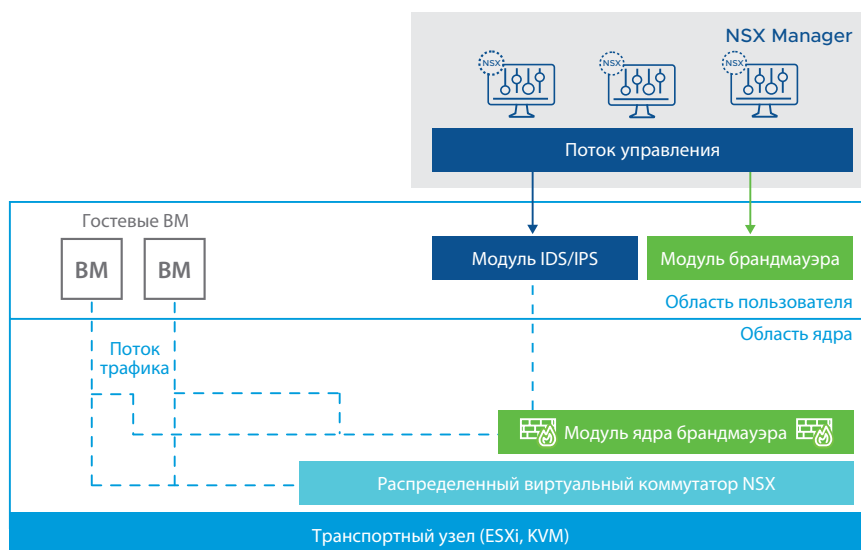 NSX Manager
NSX
NSX
NSX
Поток управления
Гостевые ВМ
ВМ
ВМ
Модуль IDS/IPS
Модуль брандмауэра
Область пользователя
Область ядра
Поток
трафика
Модуль ядра брандмауэра
Распределенный виртуальный коммутатор NSX
Транспортный узел (ESXi, KVM)